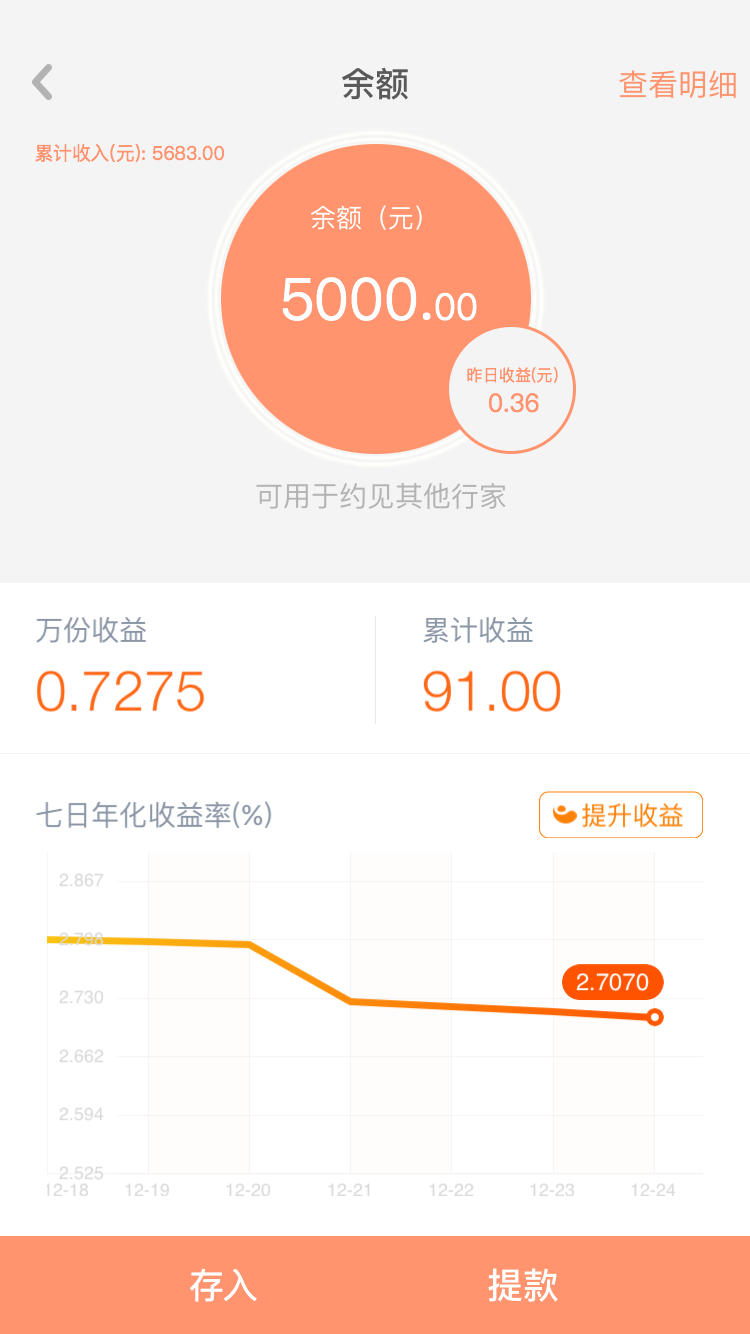 余额
查看明细
累计收入(元): 5683.00
余额（元）
5000.00
昨日收益(元)
0.36
可用于约见其他行家
万份收益
累计收益
0.7275
91.00
七日年化收益率(%)
提升收益
2.867
2.798
2.7070
2.730
2.662
2.594
2.525
12-18 12-19 12-20 12-21 12-22 12-23 12-24
存入
提款